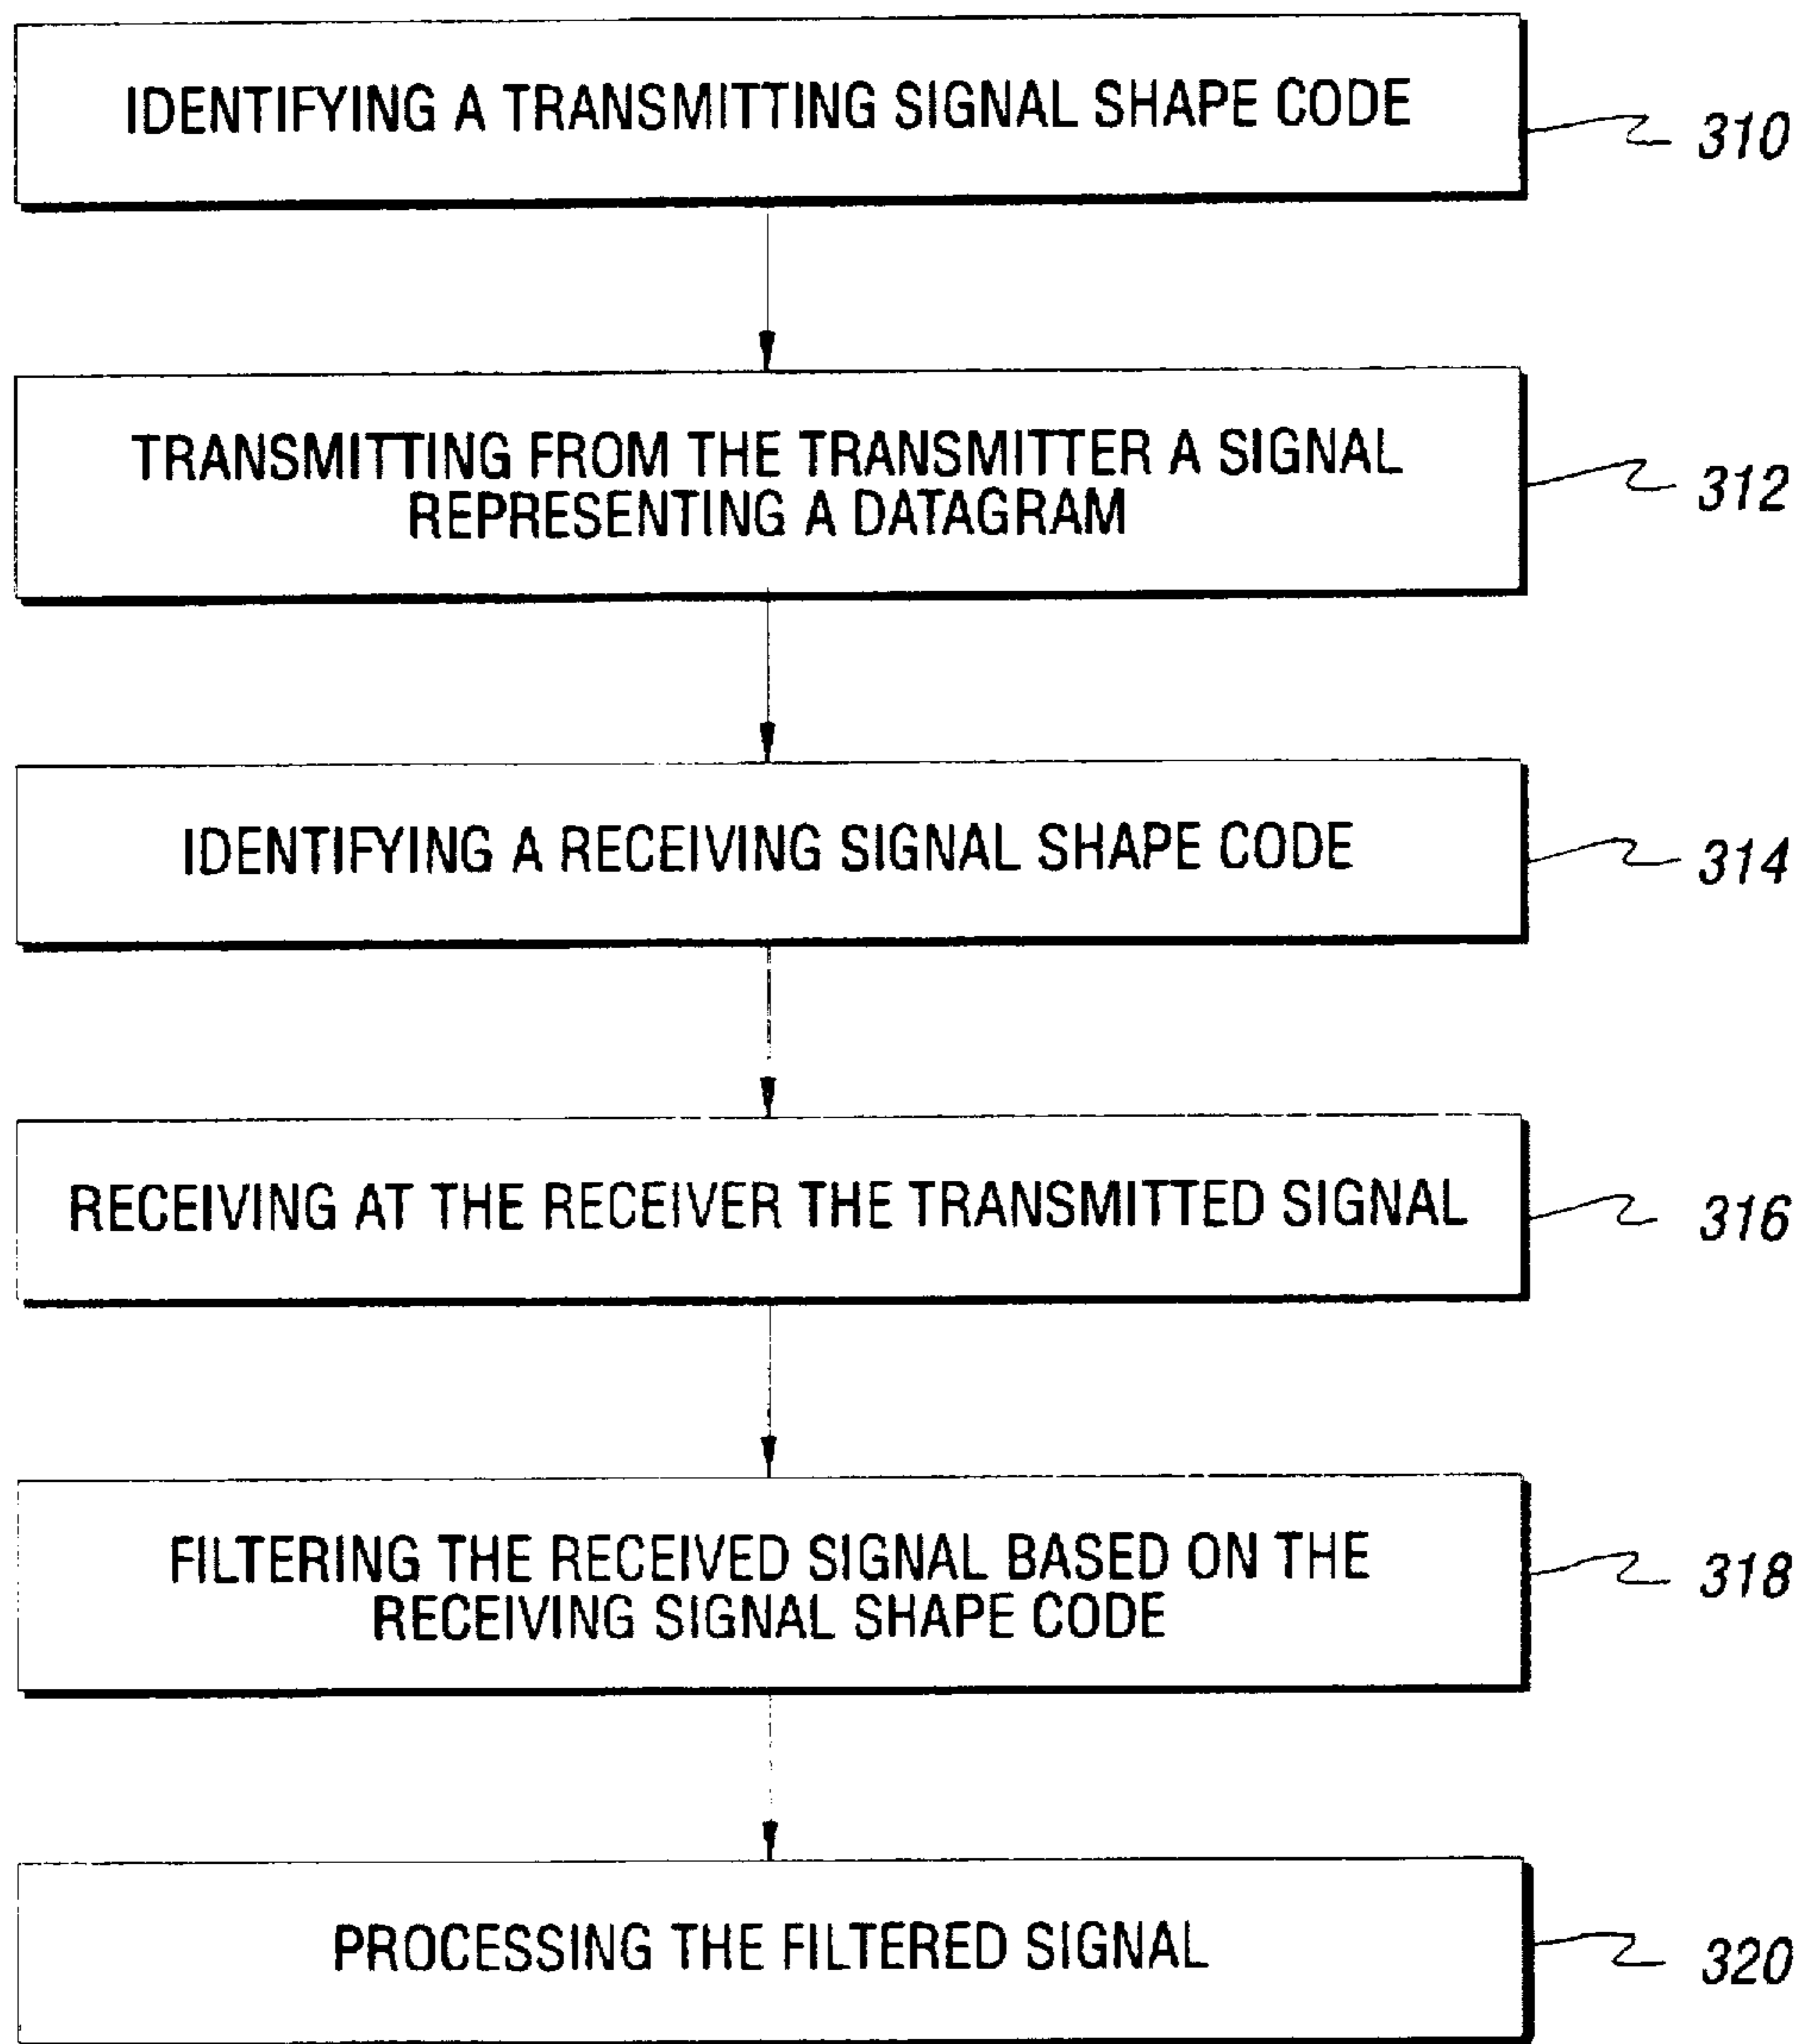 IDENTIFYING A TRANSMITTING SIGNAL SHAPE CODE
310
TRANSMITTING FROM THE TRANSMITTER A SIGNAL
REPRESENTING A DATAGRAM
312
IDENTIFYING A RECEIVING SIGNAL SHAPE CODE
314
RECEIVING AT THE RECEIVER THE TRANSMITTED SIGNAL
316
FILTERING THE RECEIVED SIGNAL BASED ON THE
RECEIVING SIGNAL SHAPE CODE
318
PROCESSING THE FILTERED SIGNAL
320